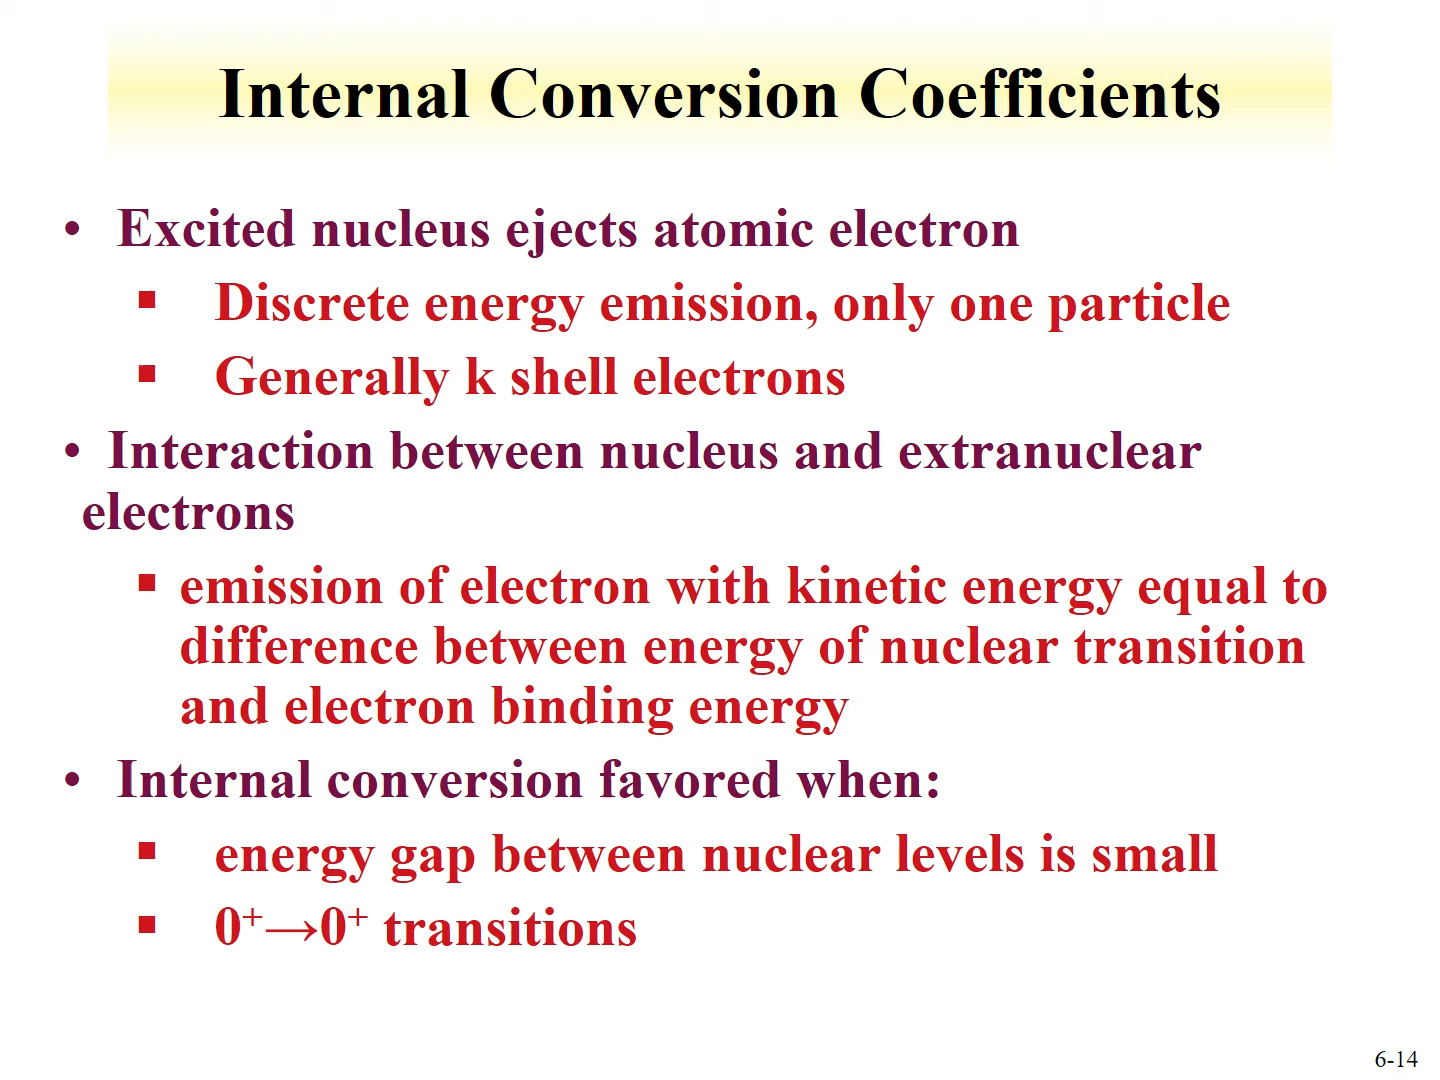 Internal Conversion Coefficients
• Excited nucleus ejects atomic electron
▪ Discrete energy emission, only one particle
▪ Generally k shell electrons
• Interaction between nucleus and extranuclear
electrons
▪ emission of electron with kinetic energy equal to
difference between energy of nuclear transition
and electron binding energy
• Internal conversion favored when:
▪ energy gap between nuclear levels is small
▪ 0⁺→0⁺ transitions
6-14